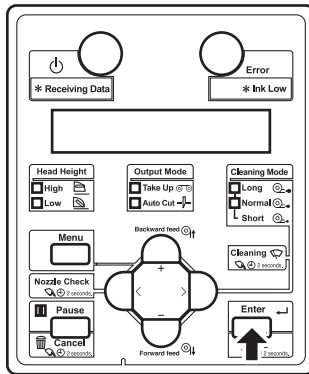 Error
* Receiving Data
* Ink Low
Head Height
High
Low
Output Mode
Take Up
Auto Cut
Cleaning Mode
Long
Normal
Short
Menu
Backward feed
Cleaning
2 seconds.
Nozzle Check
2 seconds.
+
< >
−
Pause
Cancel
2 seconds.
Forward feed
Enter
2 seconds.